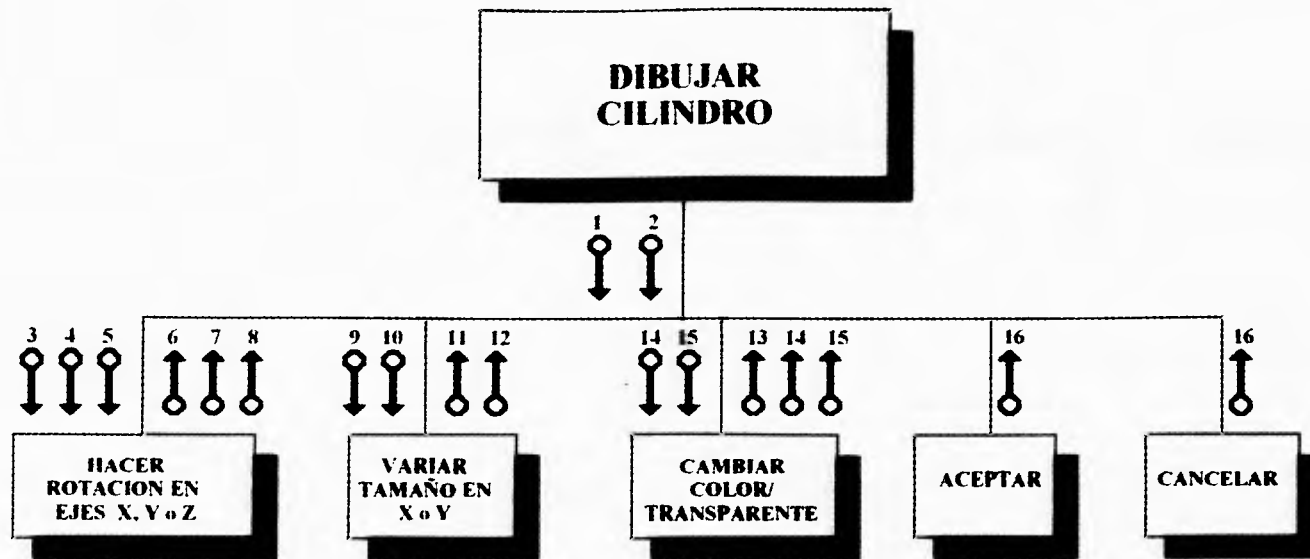 DIBUJAR
CILINDRO
1 2
3 4 5 6 7 8 9 10 11 12 14 15 13 14 15 16 16
HACER
ROTACION EN
EJES X, Y o Z
VARIAR
TAMAÑO EN
X o Y
CAMBIAR
COLOR/
TRANSPARENTE
ACEPTAR
CANCELAR